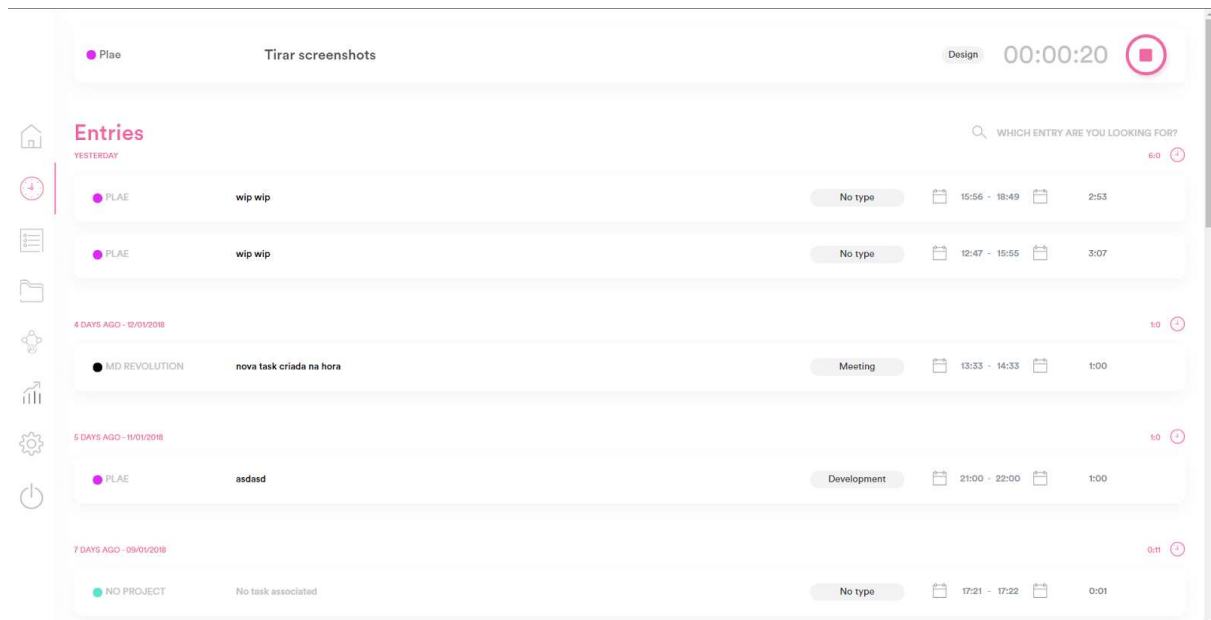 Plae Tirar screenshots Design 00:00:20
Entries WHICH ENTRY ARE YOU LOOKING FOR?
YESTERDAY 6:0
PLAE wip wip No type 15:56 - 18:49 2:53
PLAE wip wip No type 12:47 - 15:55 3:07
4 DAYS AGO - 12/01/2018 1:0
MD REVOLUTION nova task criada na hora Meeting 13:33 - 14:33 1:00
5 DAYS AGO - 11/01/2018 1:0
PLAE asdasd Development 21:00 - 22:00 1:00
7 DAYS AGO - 09/01/2018 0:11
NO PROJECT No task associated No type 17:21 - 17:22 0:01